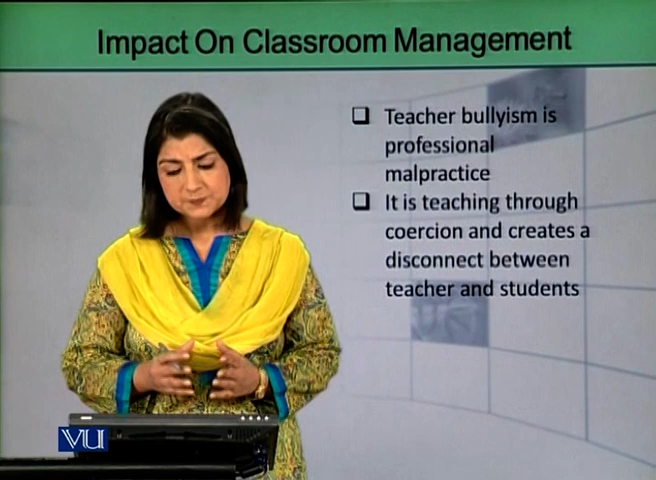 Impact On Classroom Management
❑ Teacher bullyism is
professional
malpractice
❑ It is teaching through
coercion and creates a
disconnect between
teacher and students
VU